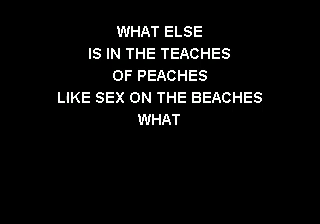 WHAT ELSE
IS IN THE TEACHES
OF PEACHES
LIKE SEX ON THE BEACHES
WHAT